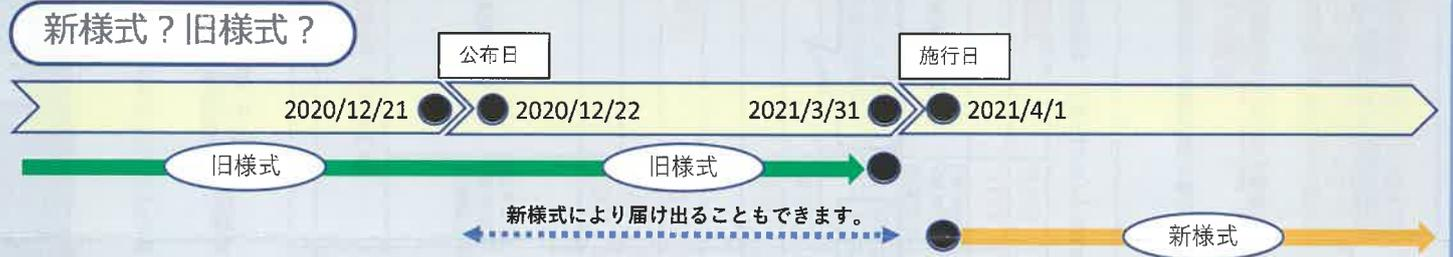 新様式？旧様式？
公布日
施行日
2020/12/21
2020/12/22
2021/3/31
2021/4/1
旧様式
旧様式
新様式により届け出ることもできます。
新様式